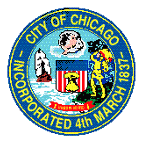 CITY OF CHICAGO
INCORPORATED 4th MARCH 1837